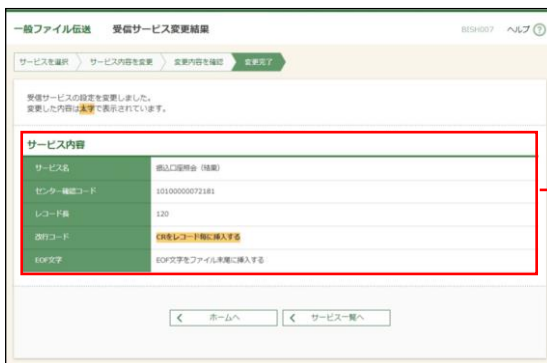 一般ファイル伝送 受信サービス変更結果 BISH007 ヘルプ ?
サービスを選択 サービス内容を変更 変更内容を確認 変更完了
受信サービスの設定を変更しました。
変更した内容は太字で表示されています。
サービス内容
サービス名 振込口座照会（結果）
センター確認コード 10100000072181
レコード長 120
改行コード CRをレコード毎に挿入する
EOF文字 EOF文字をファイル末尾に挿入する
ホームへ サービス一覧へ